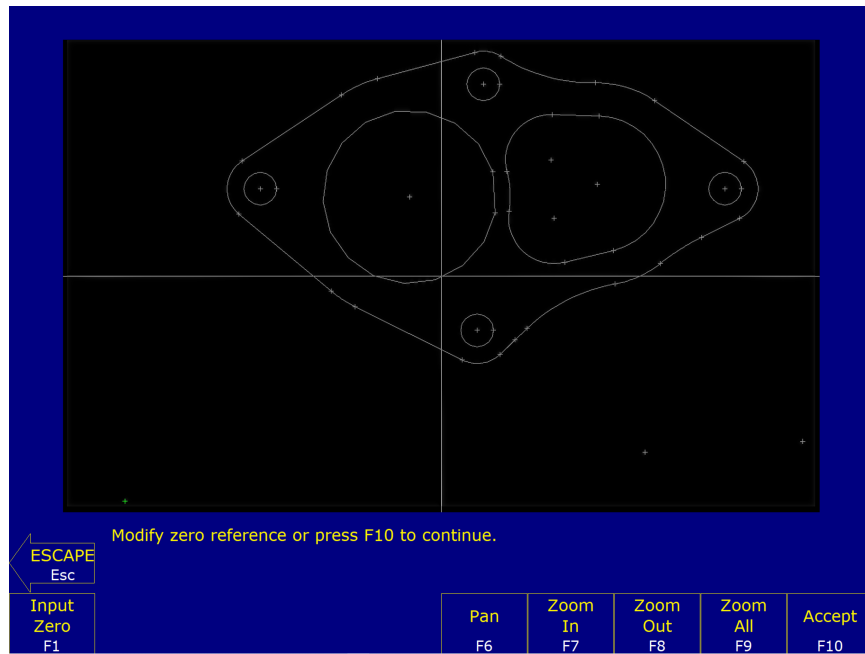 Modify zero reference or press F10 to continue.
ESCAPE
Esc
Input
Zero
F1
Pan
F6
Zoom
In
F7
Zoom
Out
F8
Zoom
All
F9
Accept
F10